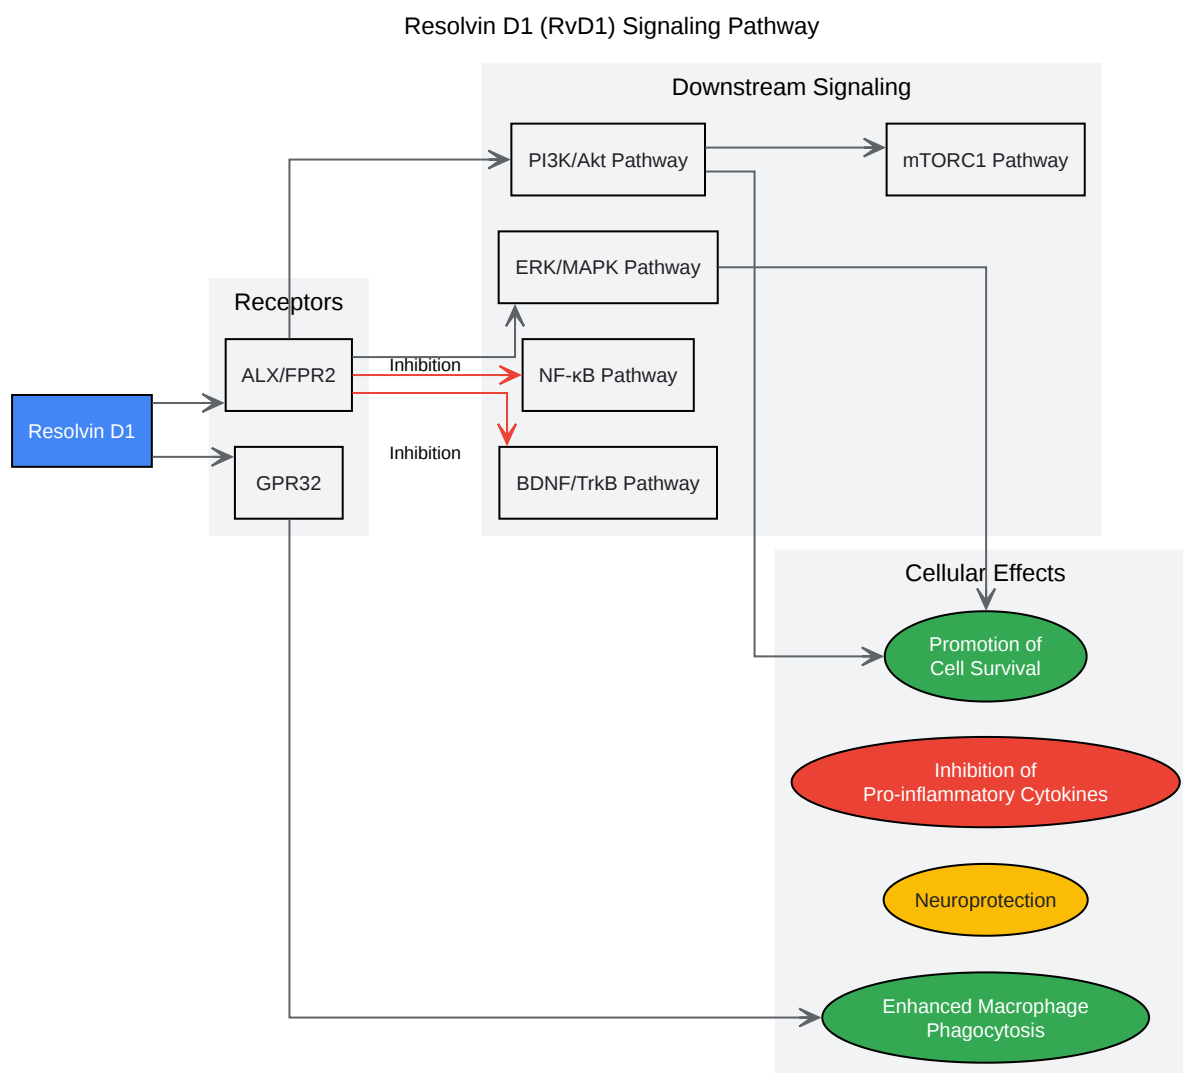 Resolvin D1 (RvD1) Signaling Pathway
Downstream Signaling
PI3K/Akt Pathway
mTORC1 Pathway
ERK/MAPK Pathway
Receptors
ALX/FPR2
Inhibition
NF-κB Pathway
Resolvin D1
Inhibition
GPR32
BDNF/TrkB Pathway
Cellular Effects
Promotion of
Cell Survival
Inhibition of
Pro-inflammatory Cytokines
Neuroprotection
Enhanced Macrophage
Phagocytosis